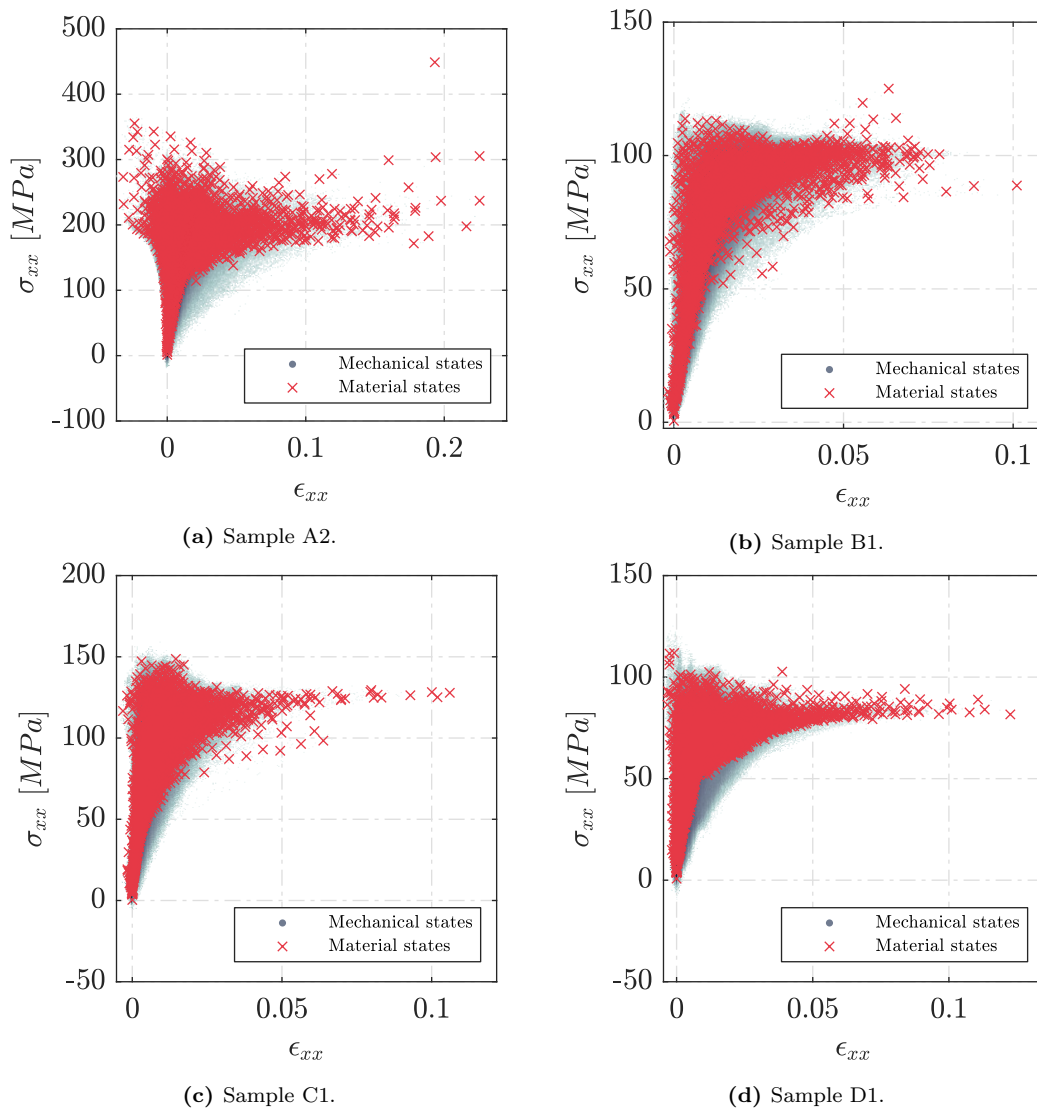 500
400
300
200
100
0
-100
σxx [MPa]
0
0.1
0.2
ϵxx
Mechanical states
Material states
(a) Sample A2.
150
100
50
0
σxx [MPa]
0
0.05
0.1
ϵxx
Mechanical states
Material states
(b) Sample B1.
200
150
100
50
0
-50
σxx [MPa]
0
0.05
0.1
ϵxx
Mechanical states
Material states
(c) Sample C1.
150
100
50
0
-50
σxx [MPa]
0
0.05
0.1
ϵxx
Mechanical states
Material states
(d) Sample D1.